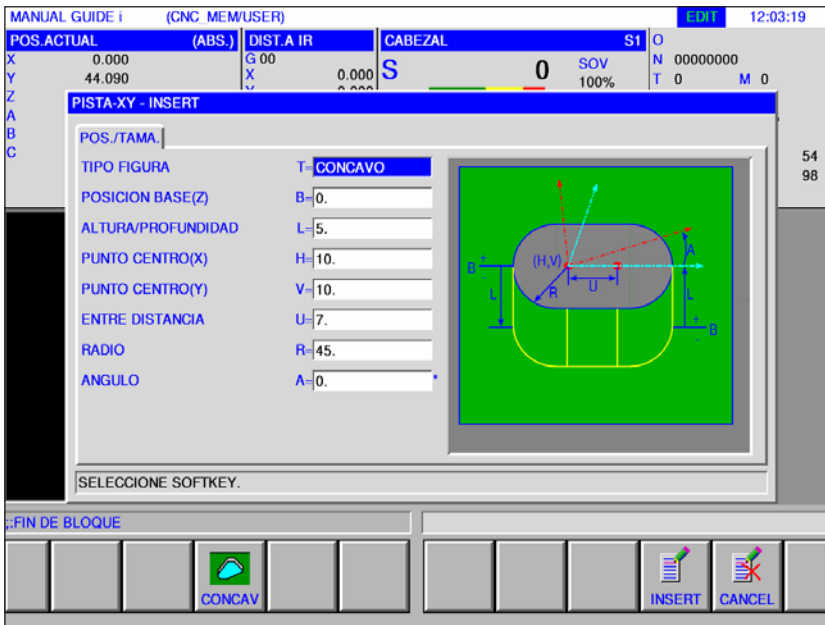 MANUAL GUIDE i (CNC_MEM/USER) EDIT 12:03:19
POS.ACTUAL (ABS.) DIST.A IR CABEZAL S1 O
X 0.000 G 00 S 0 SOV N 00000000
Y 44.090 X 0.000 100% T 0 M 0
Z
PISTA-XY - INSERT
A
B POS./TAMA.
C TIPO FIGURA T= CONCAVO 54
POSICION BASE(Z) B= 0. 98
ALTURA/PROFUNDIDAD L= 5.
PUNTO CENTRO(X) H= 10.
PUNTO CENTRO(Y) V= 10.
ENTRE DISTANCIA U= 7.
RADIO R= 45.
ANGULO A= 0. °
A
B + (H,V)
- R U
L L
+ B
-
SELECCIONE SOFTKEY.
;:FIN DE BLOQUE
CONCAV INSERT CANCEL